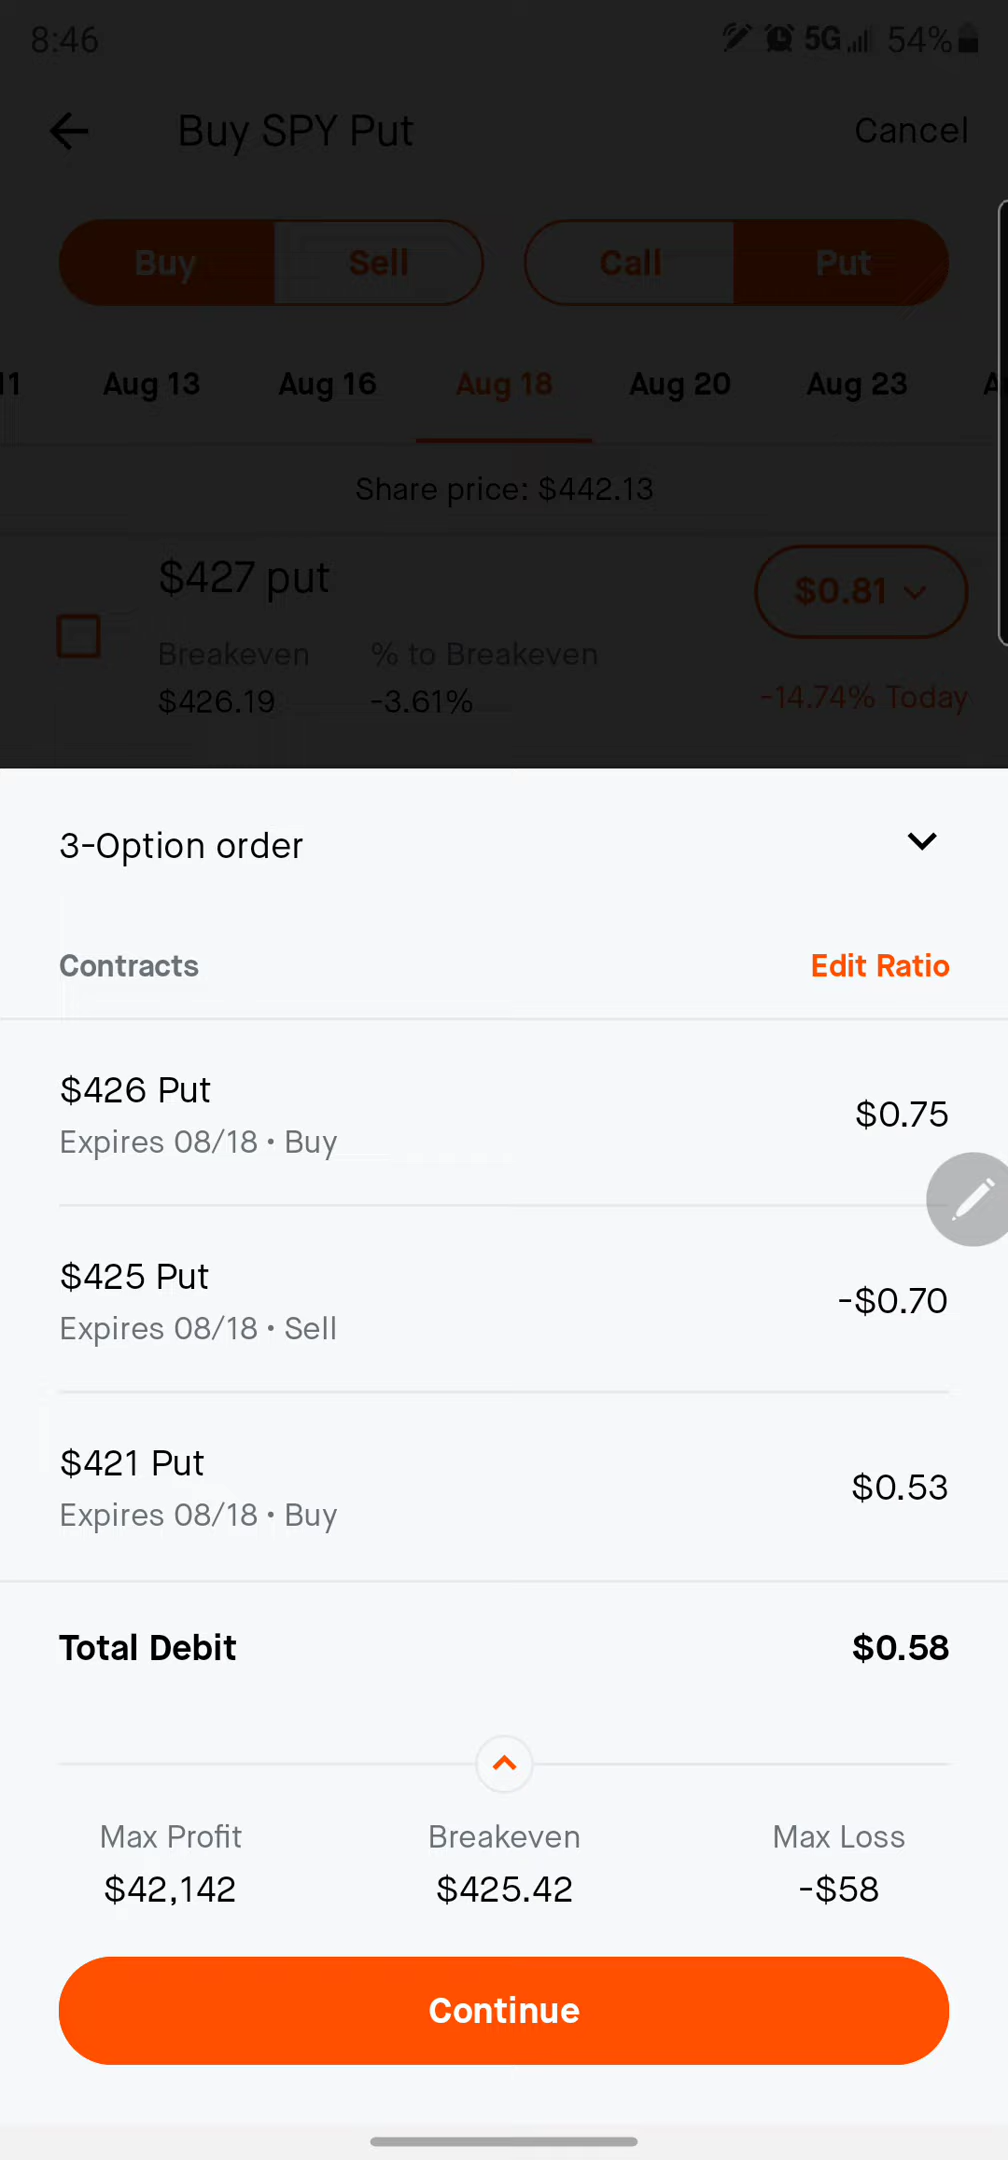 8:46 5G 54%
Buy SPY Put Cancel
Buy Sell Call Put
11 Aug 13 Aug 16 Aug 18 Aug 20 Aug 23 A
Share price: $442.13
$427 put $0.81
Breakeven % to Breakeven
$426.19 -3.61% -14.74% Today
3-Option order
Contracts Edit Ratio
$426 Put $0.75
Expires 08/18 • Buy
$425 Put -$0.70
Expires 08/18 • Sell
$421 Put $0.53
Expires 08/18 • Buy
Total Debit $0.58
Max Profit Breakeven Max Loss
$42,142 $425.42 -$58
Continue